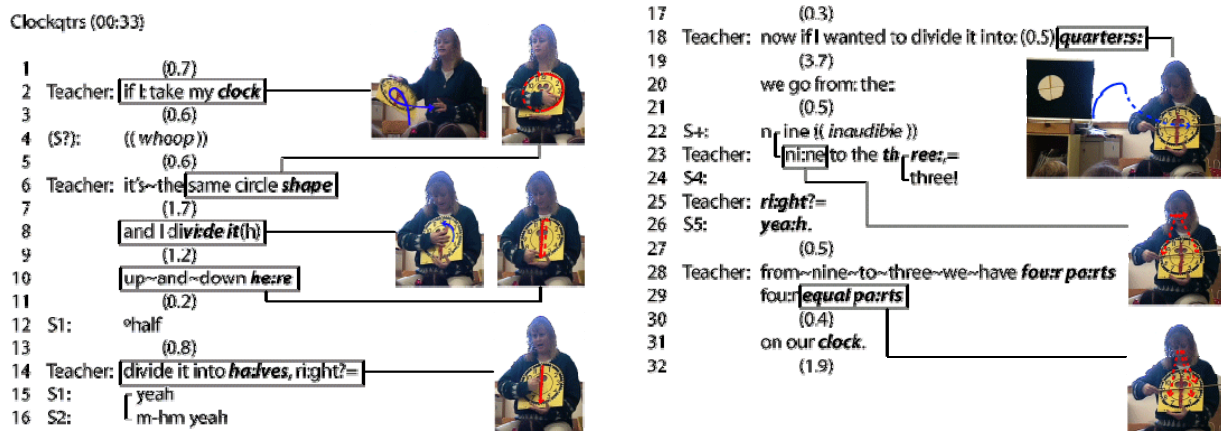 Clockqtrs (00:33)
1 (0.7)
2 Teacher: if I: take my clock
3 (0.6)
4 (S?): (( whoop ))
5 (0.6)
6 Teacher: it's~the same circle shape
7 (1.7)
8 and I divi:de it(h)
9 (1.2)
10 up~and~down he:re
11 (0.2)
12 S1: °half
13 (0.8)
14 Teacher: divide it into ha:lves, ri:ght?=
15 S1: yeah
16 S2: m-hm yeah
17 (0.3)
18 Teacher: now if I wanted to divide it into: (0.5) quarter:s:
19 (3.7)
20 we go from: the::
21 (0.5)
22 S+: n ine (( inaudible ))
23 Teacher: ni:ne to the th ree:,=
24 S4: three!
25 Teacher: ri:ght?=
26 S5: yea:h.
27 (0.5)
28 Teacher: from~nine~to~three~we~have fou:r pa:rts
29 fou:r equal pa:rts
30 (0.4)
31 on our clock.
32 (1.9)